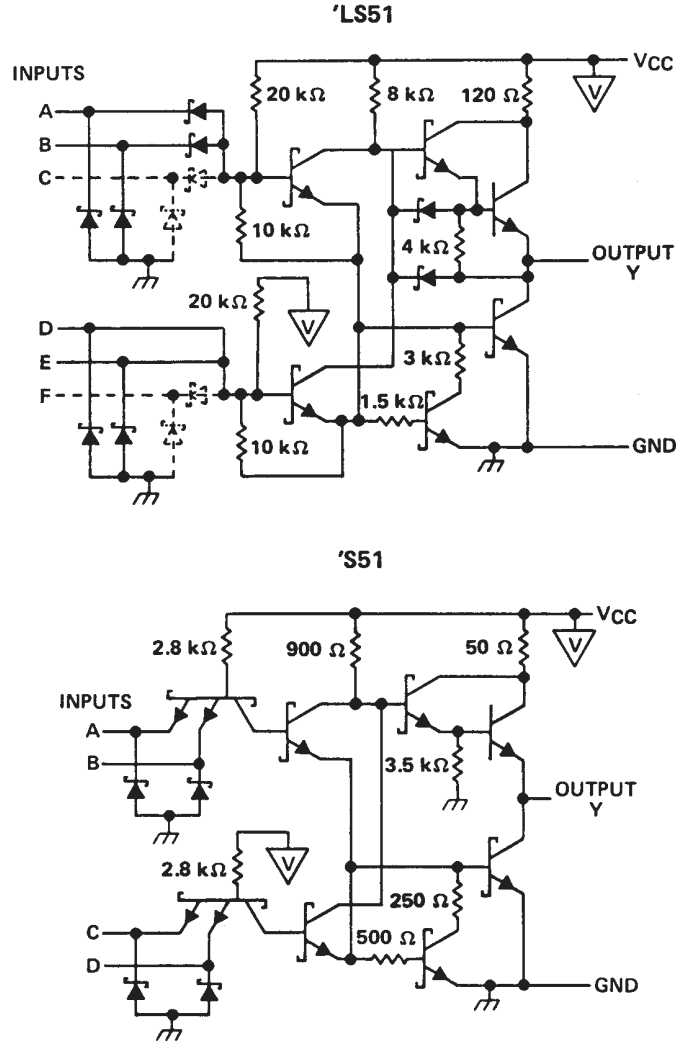 'LS51
INPUTS
VCC
20 kΩ
8 kΩ
120 Ω
V
A
B
C
10 kΩ
4 kΩ
OUTPUT
Y
20 kΩ
V
D
E
F
3 kΩ
1.5 kΩ
10 kΩ
GND
'S51
VCC
2.8 kΩ
900 Ω
50 Ω
V
INPUTS
A
B
3.5 kΩ
OUTPUT
Y
2.8 kΩ
V
250 Ω
C
500 Ω
D
GND